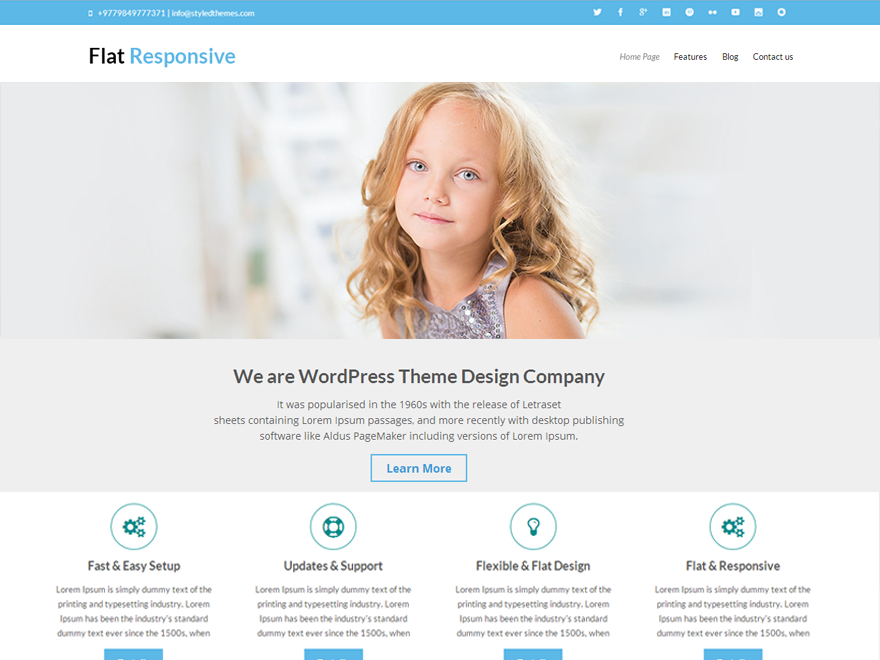 +9779849777371 | info@styledthemes.com
Flat Responsive
Home Page Features Blog Contact us
We are WordPress Theme Design Company
It was popularised in the 1960s with the release of Letraset
sheets containing Lorem Ipsum passages, and more recently with desktop publishing
software like Aldus PageMaker including versions of Lorem Ipsum.
Learn More
Fast & Easy Setup
Lorem Ipsum is simply dummy text of the
printing and typesetting industry. Lorem
Ipsum has been the industry's standard
dummy text ever since the 1500s, when
Updates & Support
Lorem Ipsum is simply dummy text of the
printing and typesetting industry. Lorem
Ipsum has been the industry's standard
dummy text ever since the 1500s, when
Flexible & Flat Design
Lorem Ipsum is simply dummy text of the
printing and typesetting industry. Lorem
Ipsum has been the industry's standard
dummy text ever since the 1500s, when
Flat & Responsive
Lorem Ipsum is simply dummy text of the
printing and typesetting industry. Lorem
Ipsum has been the industry's standard
dummy text ever since the 1500s, when